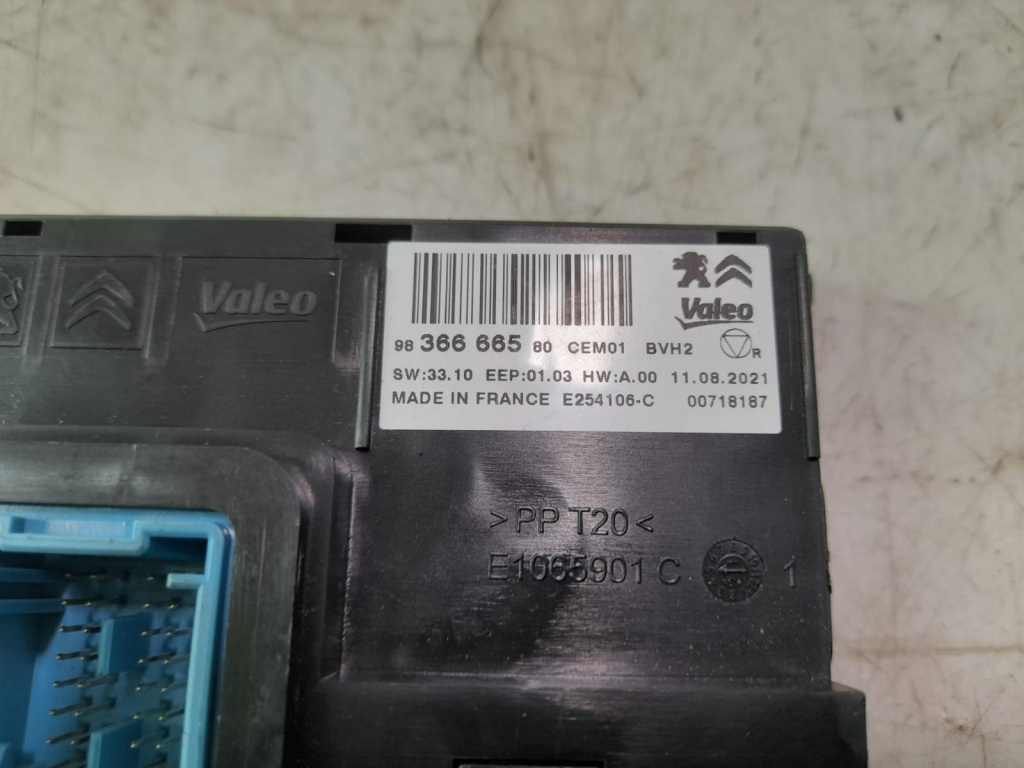 Valeo
Valeo
98 366 665 80 CEM01 BVH2
R
SW:33.10 EEP:01.03 HW:A.00 11.08.2021
MADE IN FRANCE E254106-C 00718187
>PP T20<
E1065901 C 1